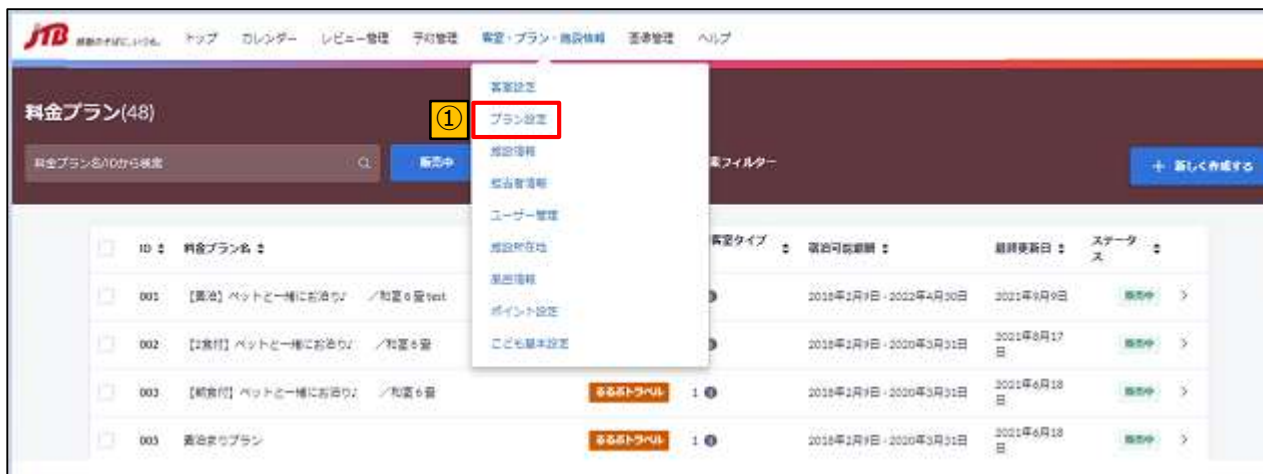 JTB 感動のそばに、いつも。 トップ カレンダー レビュー管理 予約管理 客室・プラン・施設情報 画像管理 ヘルプ
客室設定
料金プラン(48)
① プラン設定
料金プラン名/IDから検索 販売中 施設情報 索フィルター ＋ 新しく作成する
担当者情報
ユーザー管理
ID 料金プラン名 施設所在地 客室タイプ 宿泊可能期間 最終更新日 ステータス
風呂情報
001 【素泊】ペットと一緒にお泊り♪ ／和室6畳test 2018年2月9日 - 2022年4月30日 2021年9月9日 販売中
ポイント設定
002 【2食付】ペットと一緒にお泊り♪ ／和室6畳 こども基本設定 2018年2月9日 - 2020年3月31日 2021年8月17日 販売中
003 【朝食付】ペットと一緒にお泊り♪ ／和室6畳 るるぶトラベル 1 2018年2月9日 - 2020年3月31日 2021年6月18日 販売中
005 素泊まりプラン るるぶトラベル 1 2018年2月9日 - 2020年3月31日 2021年6月18日 販売中